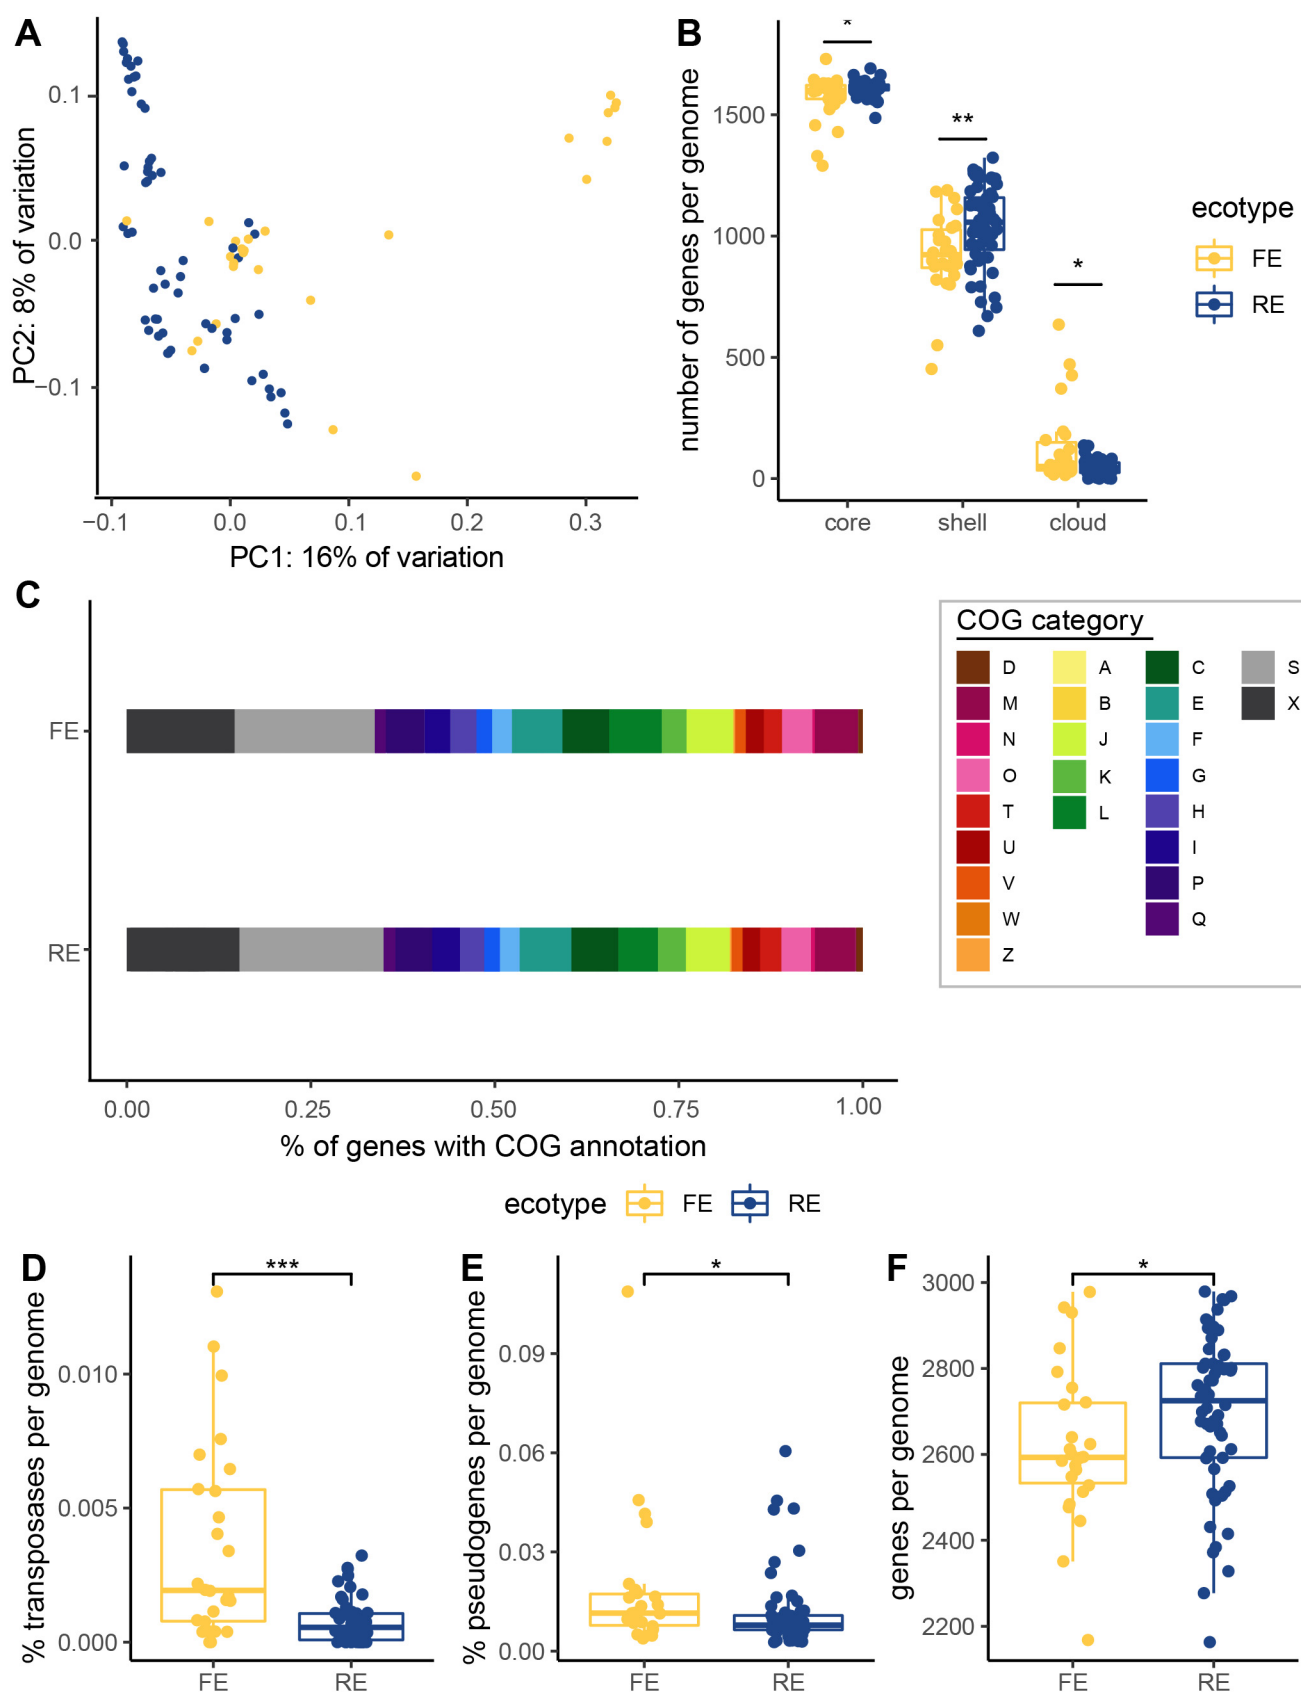 A
PC2: 8% of variation
0.1
0.0
−0.1
−0.1
0.0
0.1
0.2
0.3
PC1: 16% of variation
B
number of genes per genome
1500
1000
500
0
*
**
*
core
shell
cloud
ecotype
FE
RE
C
FE
RE
0.00
0.25
0.50
0.75
1.00
% of genes with COG annotation
COG category
D
M
N
O
T
U
V
W
Z
A
B
J
K
L
C
E
F
G
H
I
P
Q
S
X
ecotype
FE
RE
D
% transposases per genome
0.010
0.005
0.000
***
FE
RE
E
% pseudogenes per genome
0.09
0.06
0.03
0.00
*
FE
RE
F
genes per genome
3000
2800
2600
2400
2200
*
FE
RE